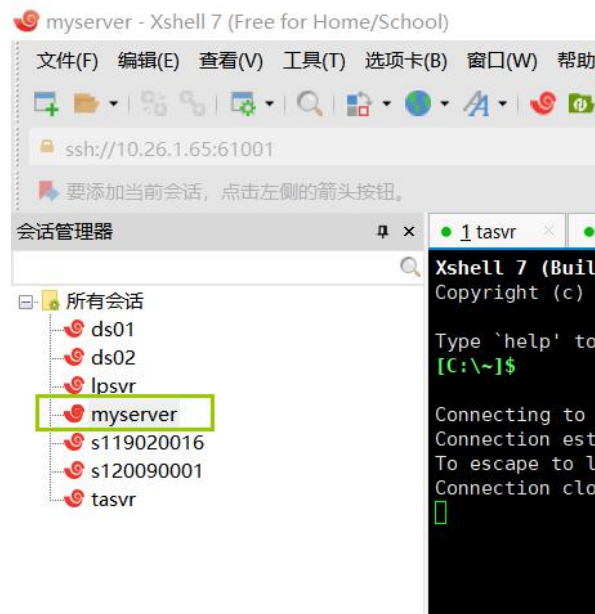 myserver - Xshell 7 (Free for Home/School)
文件(F) 编辑(E) 查看(V) 工具(T) 选项卡(B) 窗口(W) 帮助
ssh://10.26.1.65:61001
要添加当前会话，点击左侧的箭头按钮。
会话管理器
1 tasvr
所有会话
ds01
ds02
lpsvr
myserver
s119020016
s120090001
tasvr
Xshell 7 (Buil
Copyright (c)
Type `help' to
[C:\~]$
Connecting to
Connection est
To escape to l
Connection clo